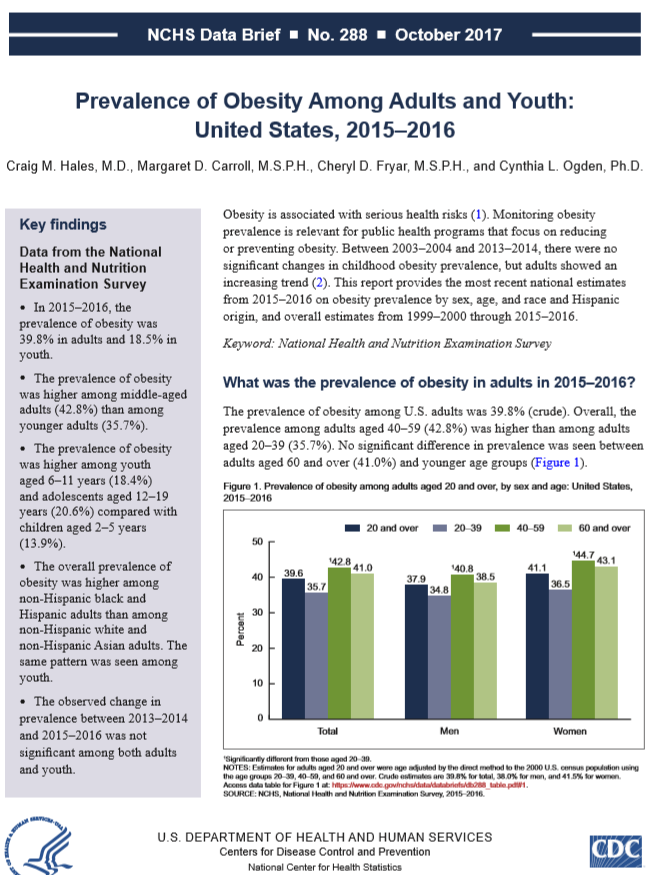 NCHS Data Brief ■ No. 288 ■ October 2017
Prevalence of Obesity Among Adults and Youth:
United States, 2015–2016
Craig M. Hales, M.D., Margaret D. Carroll, M.S.P.H., Cheryl D. Fryar, M.S.P.H., and Cynthia L. Ogden, Ph.D.
Key findings
Data from the National
Health and Nutrition
Examination Survey
• In 2015–2016, the
prevalence of obesity was
39.8% in adults and 18.5% in
youth.
• The prevalence of obesity
was higher among middle-aged
adults (42.8%) than among
younger adults (35.7%).
• The prevalence of obesity
was higher among youth
aged 6–11 years (18.4%)
and adolescents aged 12–19
years (20.6%) compared with
children aged 2–5 years
(13.9%).
• The overall prevalence of
obesity was higher among
non-Hispanic black and
Hispanic adults than among
non-Hispanic white and
non-Hispanic Asian adults. The
same pattern was seen among
youth.
• The observed change in
prevalence between 2013–2014
and 2015–2016 was not
significant among both adults
and youth.
Obesity is associated with serious health risks (1). Monitoring obesity
prevalence is relevant for public health programs that focus on reducing
or preventing obesity. Between 2003–2004 and 2013–2014, there were no
significant changes in childhood obesity prevalence, but adults showed an
increasing trend (2). This report provides the most recent national estimates
from 2015–2016 on obesity prevalence by sex, age, and race and Hispanic
origin, and overall estimates from 1999–2000 through 2015–2016.
Keyword: National Health and Nutrition Examination Survey
What was the prevalence of obesity in adults in 2015–2016?
The prevalence of obesity among U.S. adults was 39.8% (crude). Overall, the
prevalence among adults aged 40–59 (42.8%) was higher than among adults
aged 20–39 (35.7%). No significant difference in prevalence was seen between
adults aged 60 and over (41.0%) and younger age groups (Figure 1).
Figure 1. Prevalence of obesity among adults aged 20 and over, by sex and age: United States,
2015–2016
20 and over 20–39 40–59 60 and over
Percent
50
40
30
20
10
0
39.6 35.7 ¹42.8 41.0
37.9 34.8 ¹40.8 38.5
41.1 36.5 ¹44.7 43.1
Total Men Women
¹Significantly different from those aged 20–39.
NOTES: Estimates for adults aged 20 and over were age adjusted by the direct method to the 2000 U.S. census population using
the age groups 20–39, 40–59, and 60 and over. Crude estimates are 39.8% for total, 38.0% for men, and 41.5% for women.
Access data table for Figure 1 at: https://www.cdc.gov/nchs/data/databriefs/db288_table.pdf#1.
SOURCE: NCHS, National Health and Nutrition Examination Survey, 2015–2016.
U.S. DEPARTMENT OF HEALTH AND HUMAN SERVICES
Centers for Disease Control and Prevention
National Center for Health Statistics
CDC